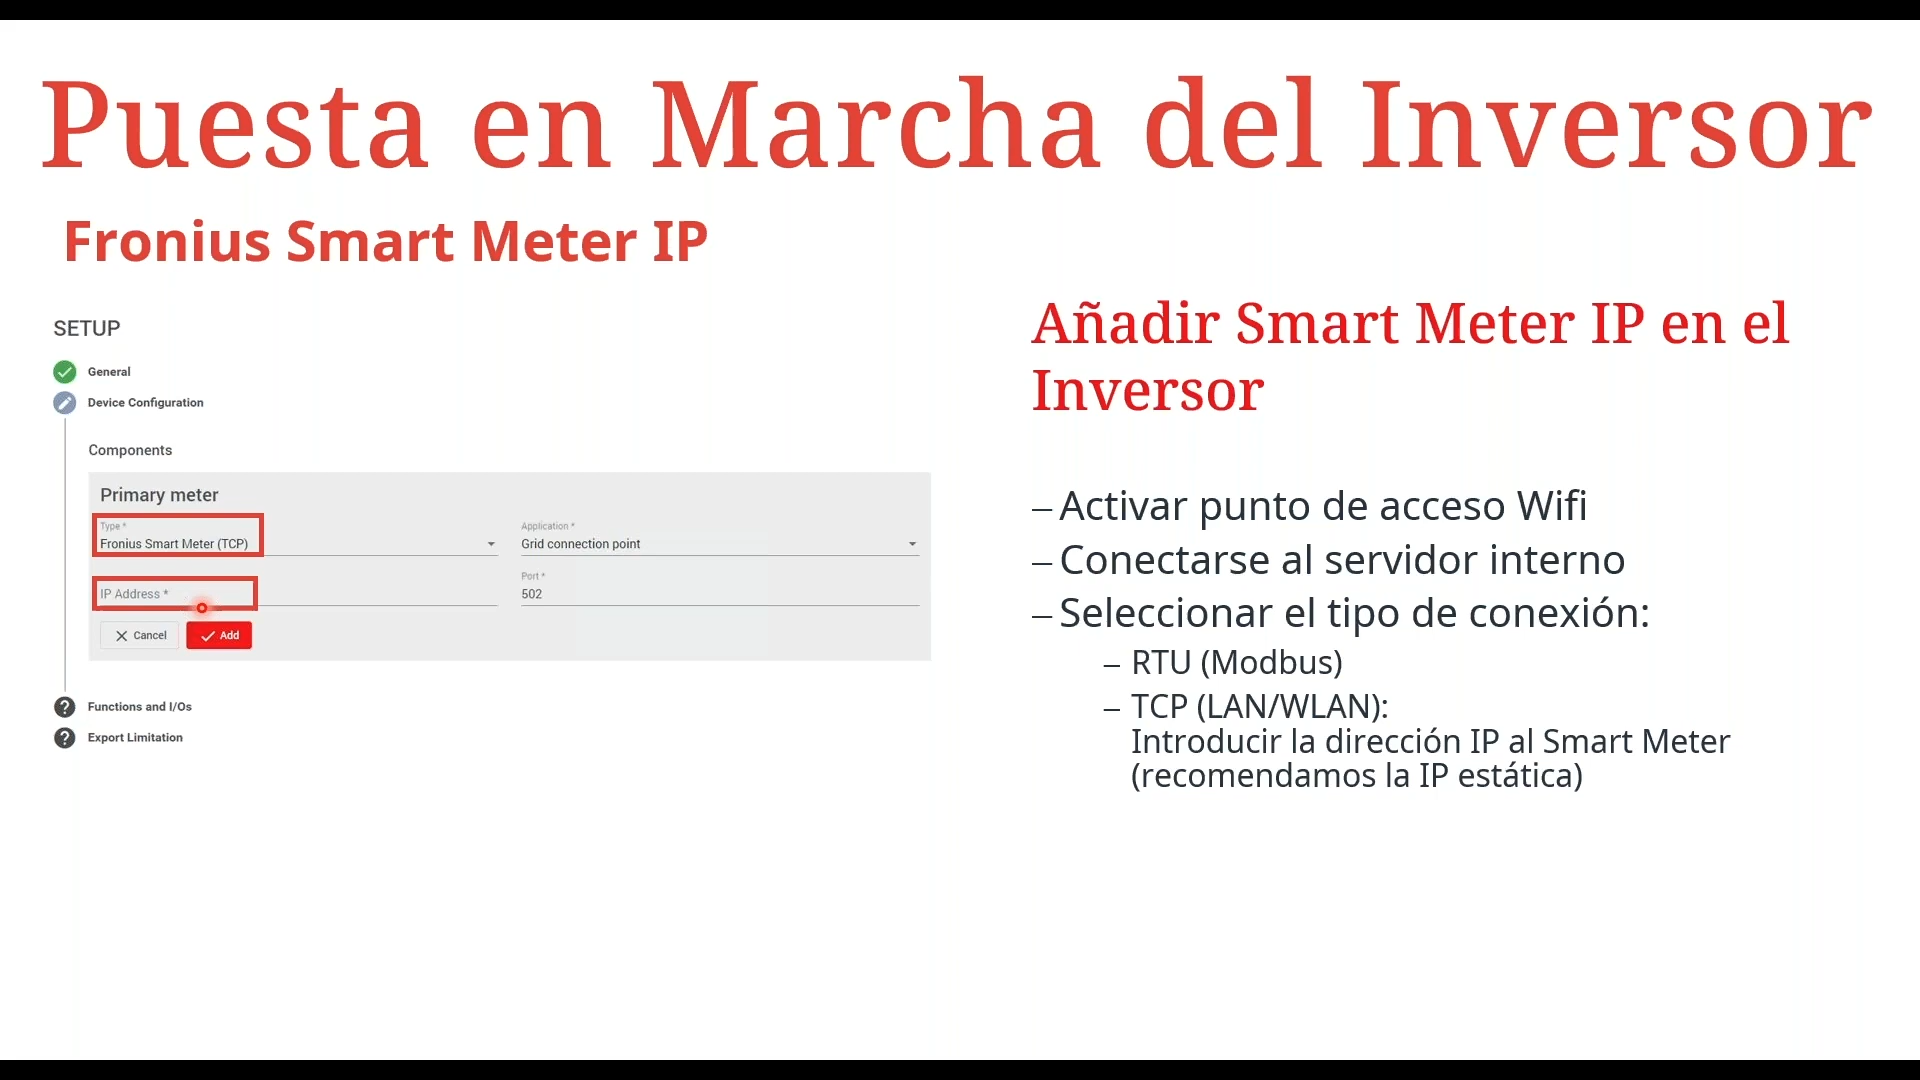 Puesta en Marcha del Inversor
Fronius Smart Meter IP
SETUP
General
Device Configuration
Components
Primary meter
Type *
Fronius Smart Meter (TCP)
Application *
Grid connection point
IP Address *
Port *
502
Cancel
Add
Functions and I/Os
Export Limitation
Añadir Smart Meter IP en el
Inversor
– Activar punto de acceso Wifi
– Conectarse al servidor interno
– Seleccionar el tipo de conexión:
– RTU (Modbus)
– TCP (LAN/WLAN):
Introducir la dirección IP al Smart Meter
(recomendamos la IP estática)